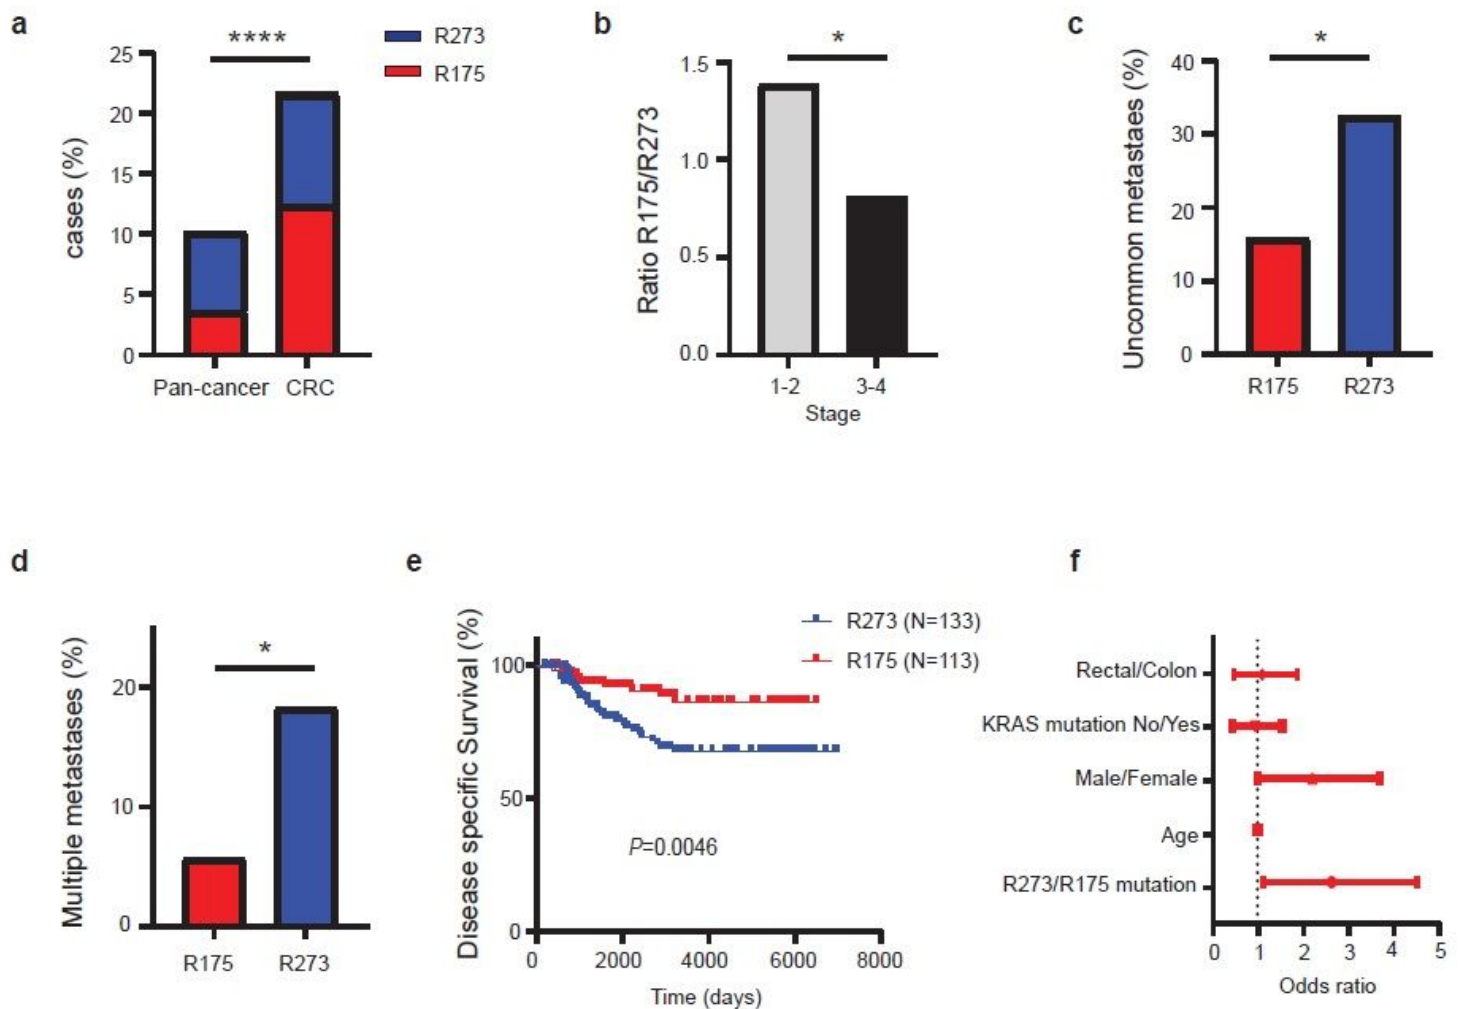 a
****
R273
R175
cases (%)
25
20
15
10
5
0
Pan-cancer
CRC
b
*
Ratio R175/R273
1.5
1.0
0.5
0.0
1-2
3-4
Stage
c
*
Uncommon metastaes (%)
40
30
20
10
0
R175
R273
d
*
Multiple metastases (%)
20
10
0
R175
R273
e
R273 (N=133)
R175 (N=113)
Disease specific Survival (%)
100
50
0
P=0.0046
0
2000
4000
6000
8000
Time (days)
f
Rectal/Colon
KRAS mutation No/Yes
Male/Female
Age
R273/R175 mutation
0
1
2
3
4
5
Odds ratio